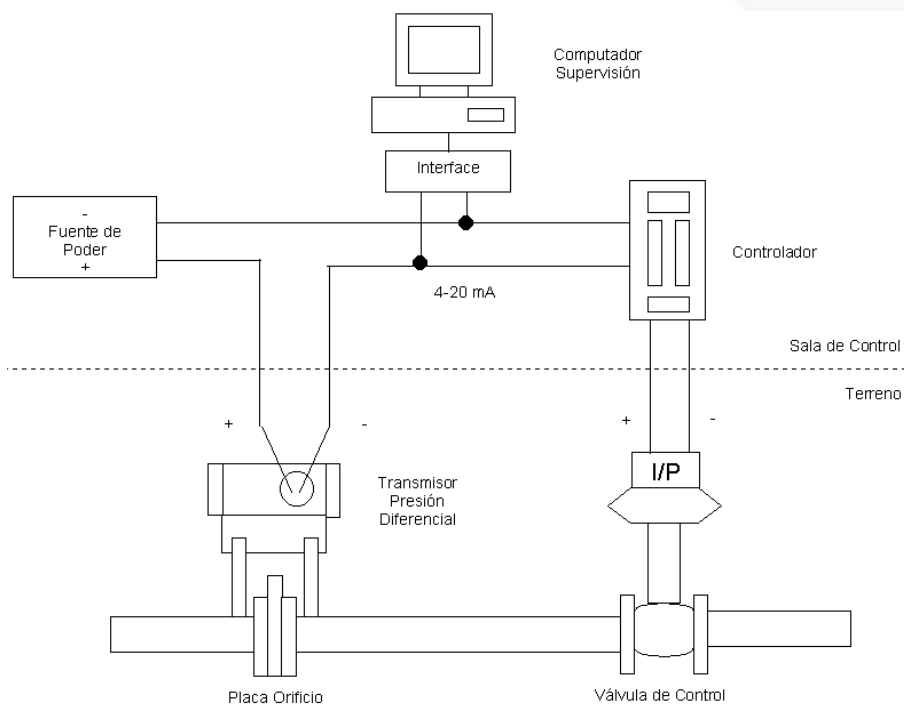 Computador
Supervisión
Interface
-
Fuente de
Poder
+
Controlador
4-20 mA
Sala de Control
Terreno
+
-
+
-
I/P
Transmisor
Presión
Diferencial
Placa Orificio
Válvula de Control